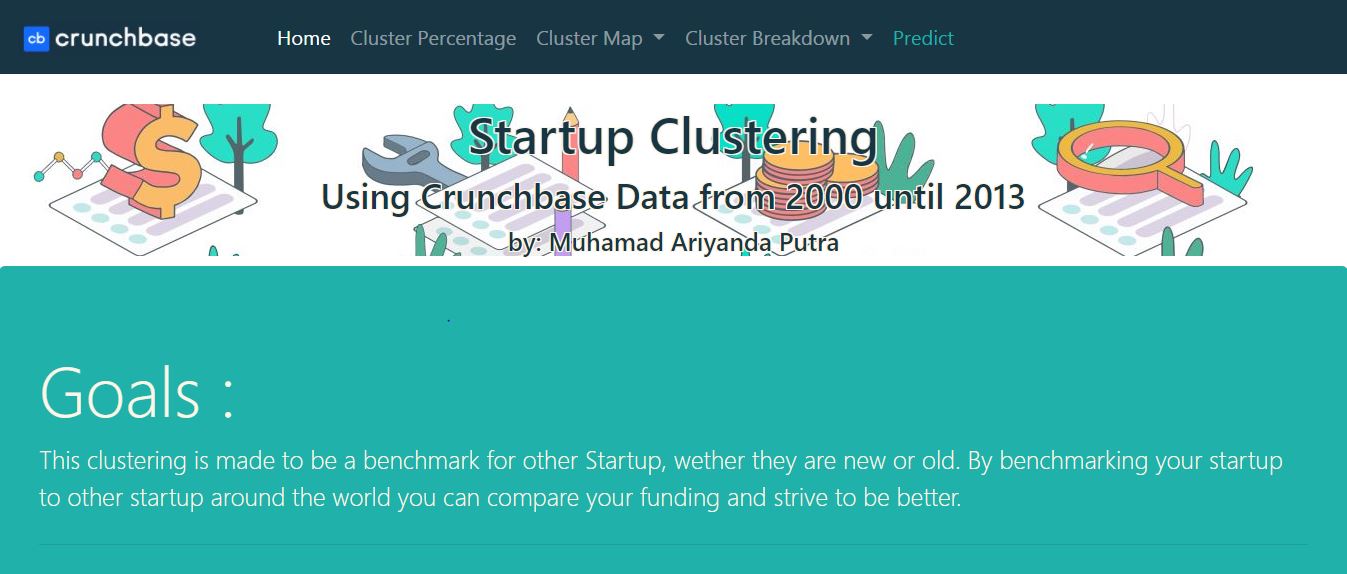 cb crunchbase Home Cluster Percentage Cluster Map Cluster Breakdown Predict
Startup Clustering
Using Crunchbase Data from 2000 until 2013
by: Muhamad Ariyanda Putra
Goals :
This clustering is made to be a benchmark for other Startup, wether they are new or old. By benchmarking your startup
to other startup around the world you can compare your funding and strive to be better.